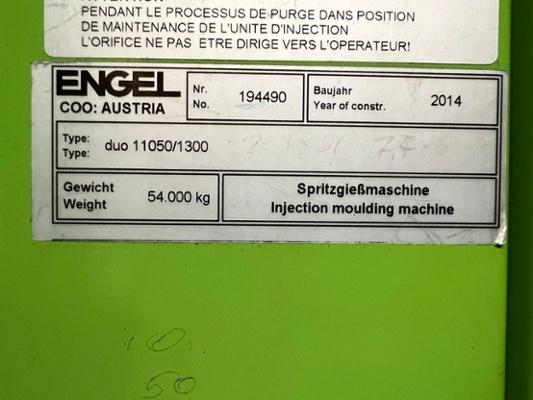 PENDANT LE PROCESSUS DE PURGE DANS POSITION
DE MAINTENANCE DE L'UNITE D'INJECTION
L'ORIFICE NE PAS ETRE DIRIGE VERS L'OPERATEUR!
ENGEL
COO: AUSTRIA
Nr.
No. 194490
Baujahr
Year of constr. 2014
Type:
Type: duo 11050/1300
Gewicht
Weight 54.000 kg
Spritzgießmaschine
Injection moulding machine
50